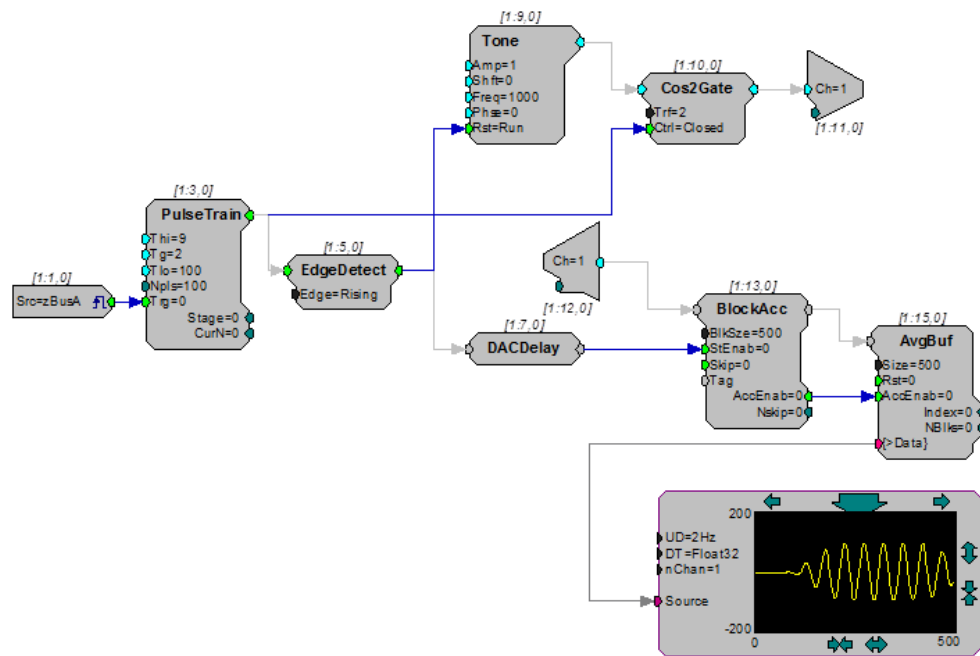 [1:9,0]
Tone
Amp=1
Shft=0
Freq=1000
Phse=0
Rst=Run
[1:10,0]
Cos2Gate
Trf=2
Ctrl=Closed
Ch=1
[1:11,0]
[1:3,0]
PulseTrain
Thi=9
Tg=2
Tlo=100
Npls=100
Trg=0
Stage=0
CurN=0
[1:1,0]
Src=zBusA
[1:5,0]
EdgeDetect
Edge=Rising
Ch=1
[1:12,0]
[1:7,0]
DACDelay
[1:13,0]
BlockAcc
BlkSze=500
StEnab=0
Skip=0
Tag
AccEnab=0
Nskip=0
[1:15,0]
AvgBuf
Size=500
Rst=0
AccEnab=0
Index=0
NBlks=0
{>Data}
UD=2Hz
DT=Float32
nChan=1
Source
200
-200
0
500